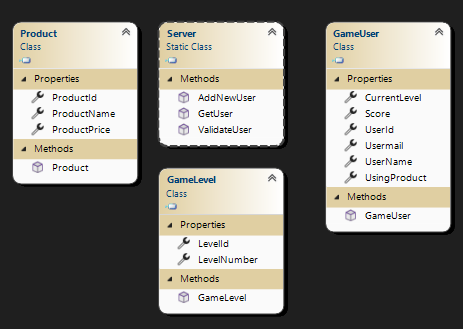 Product
Class
Properties
ProductId
ProductName
ProductPrice
Methods
Product
Server
Static Class
Methods
AddNewUser
GetUser
ValidateUser
GameLevel
Class
Properties
LevelId
LevelNumber
Methods
GameLevel
GameUser
Class
Properties
CurrentLevel
Score
UserId
Usermail
UserName
UsingProduct
Methods
GameUser